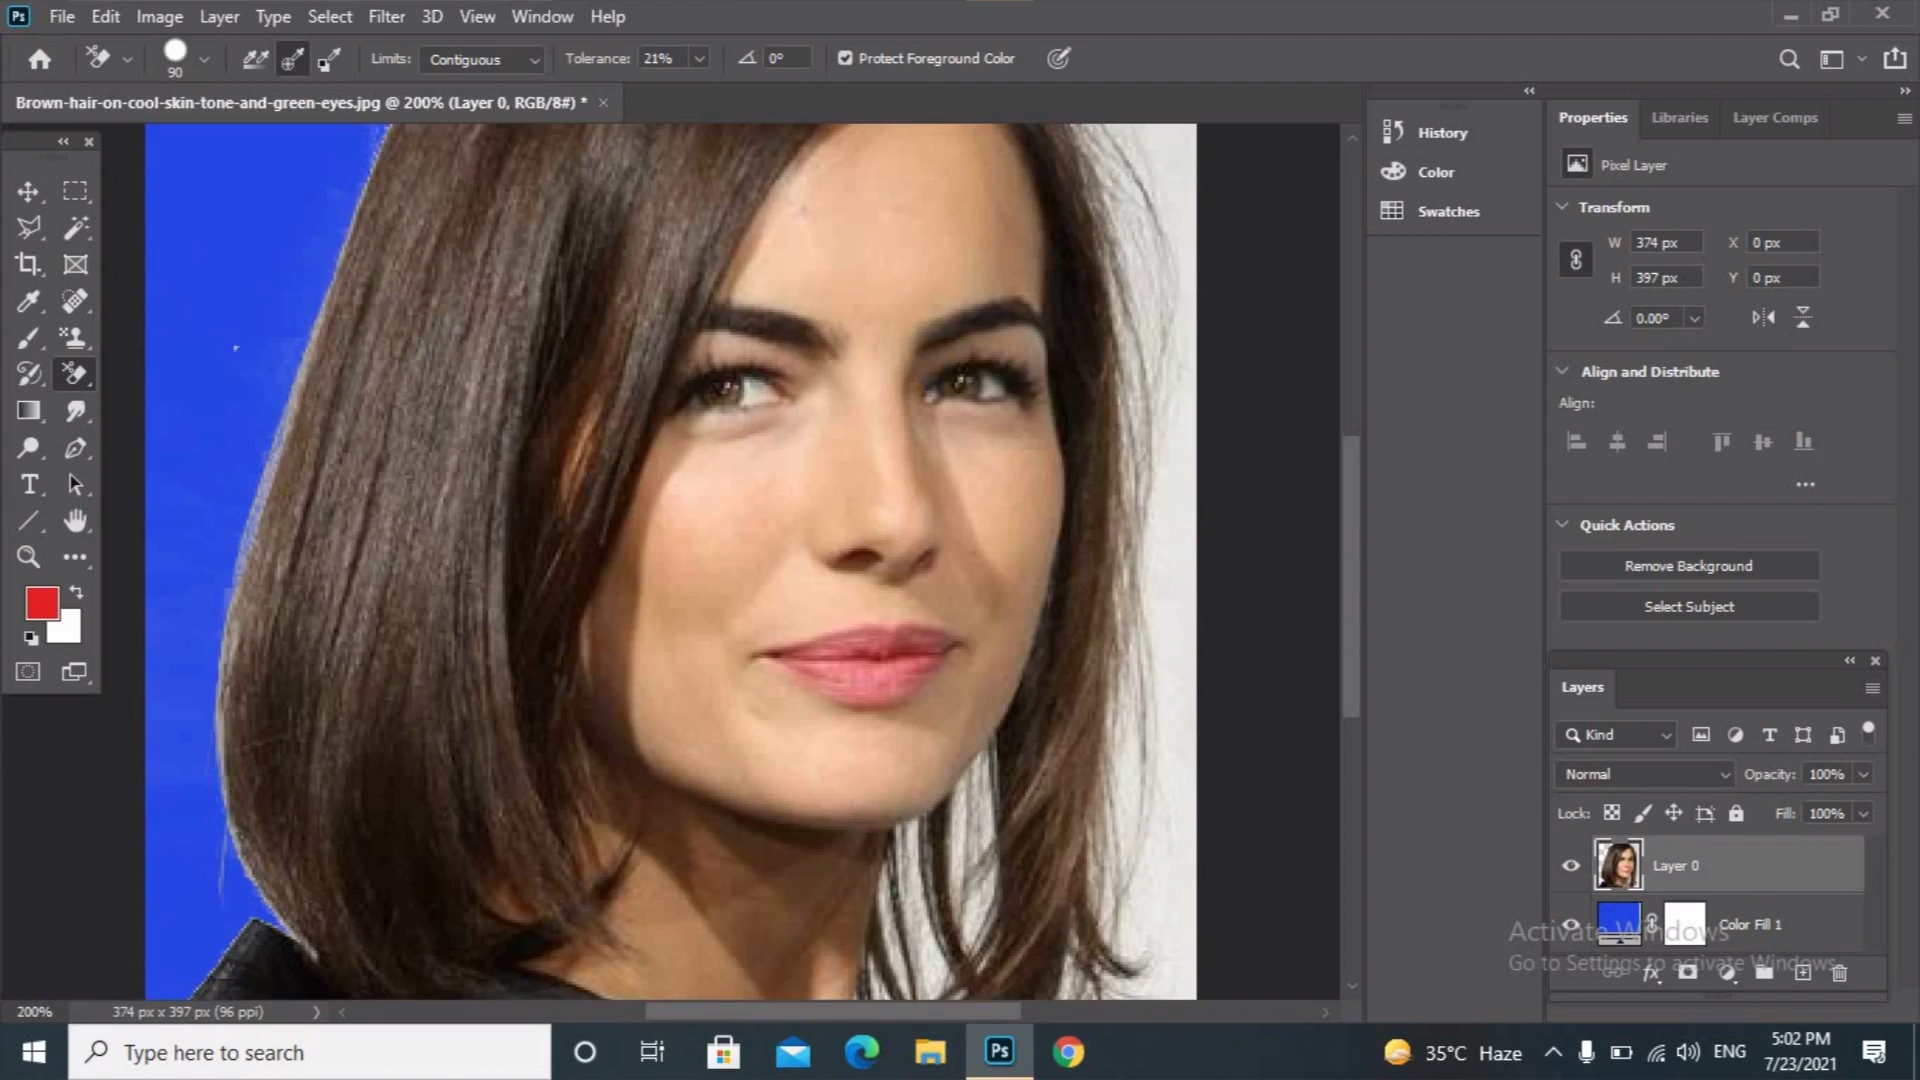 Ps File Edit Image Layer Type Select Filter 3D View Window Help
90 Limits: Contiguous Tolerance: 21% 0° Protect Foreground Color
Brown-hair-on-cool-skin-tone-and-green-eyes.jpg @ 200% (Layer 0, RGB/8#) *
History
Color
Swatches
Properties Libraries Layer Comps
Pixel Layer
Transform
W 374 px X 0 px
H 397 px Y 0 px
0.00°
Align and Distribute
Align:
Quick Actions
Remove Background
Select Subject
Layers
Kind
Normal Opacity: 100%
Lock: Fill: 100%
Layer 0
Color Fill 1
Activate Windows
Go to Settings to activate Windows.
200% 374 px x 397 px (96 ppi)
Type here to search
Ps
35°C Haze ENG
5:02 PM
7/23/2021